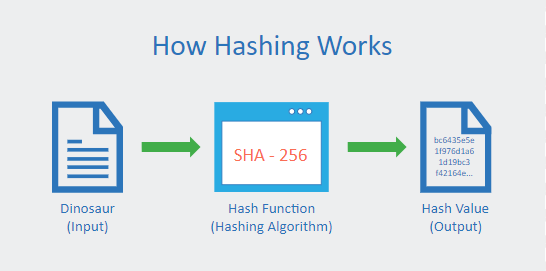 How Hashing Works
SHA - 256
bc6435e5e
1f976d1a6
1d19bc3
f42164e...
Dinosaur
(Input)
Hash Function
(Hashing Algorithm)
Hash Value
(Output)